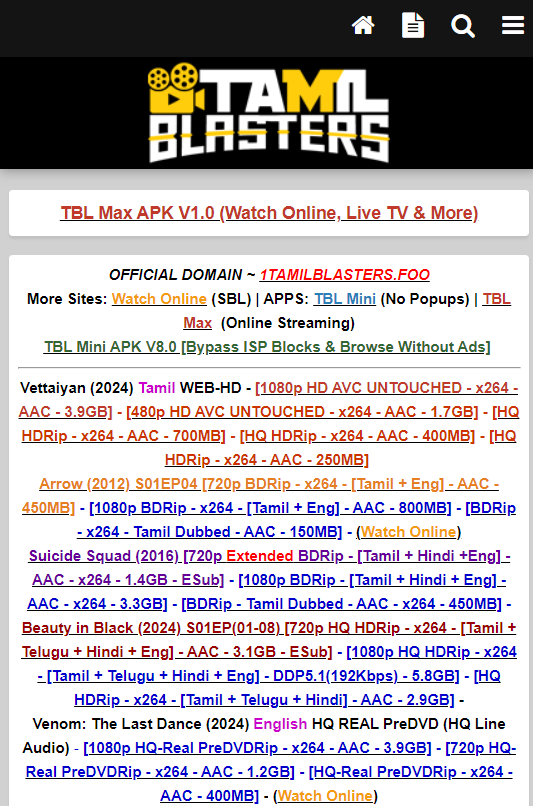 TAMIL
BLASTERS
TBL Max APK V1.0 (Watch Online, Live TV & More)
OFFICIAL DOMAIN ~ 1TAMILBLASTERS.FOO
More Sites: Watch Online (SBL) | APPS: TBL Mini (No Popups) | TBL
Max (Online Streaming)
TBL Mini APK V8.0 [Bypass ISP Blocks & Browse Without Ads]
Vettaiyan (2024) Tamil WEB-HD - [1080p HD AVC UNTOUCHED - x264 -
AAC - 3.9GB] - [480p HD AVC UNTOUCHED - x264 - AAC - 1.7GB] - [HQ
HDRip - x264 - AAC - 700MB] - [HQ HDRip - x264 - AAC - 400MB] - [HQ
HDRip - x264 - AAC - 250MB]
Arrow (2012) S01EP04 [720p BDRip - x264 - [Tamil + Eng] - AAC -
450MB] - [1080p BDRip - x264 - [Tamil + Eng] - AAC - 800MB] - [BDRip
- x264 - Tamil Dubbed - AAC - 150MB] - (Watch Online)
Suicide Squad (2016) [720p Extended BDRip - [Tamil + Hindi +Eng] -
AAC - x264 - 1.4GB - ESub] - [1080p BDRip - [Tamil + Hindi + Eng] -
AAC - x264 - 3.3GB] - [BDRip - Tamil Dubbed - AAC - x264 - 450MB] -
Beauty in Black (2024) S01EP(01-08) [720p HQ HDRip - x264 - [Tamil +
Telugu + Hindi + Eng] - AAC - 3.1GB - ESub] - [1080p HQ HDRip - x264
- [Tamil + Telugu + Hindi + Eng] - DDP5.1(192Kbps) - 5.8GB] - [HQ
HDRip - x264 - [Tamil + Telugu + Hindi] - AAC - 2.9GB] -
Venom: The Last Dance (2024) English HQ REAL PreDVD (HQ Line
Audio) - [1080p HQ-Real PreDVDRip - x264 - AAC - 3.9GB] - [720p HQ-
Real PreDVDRip - x264 - AAC - 1.2GB] - [HQ-Real PreDVDRip - x264 -
AAC - 400MB] - (Watch Online)